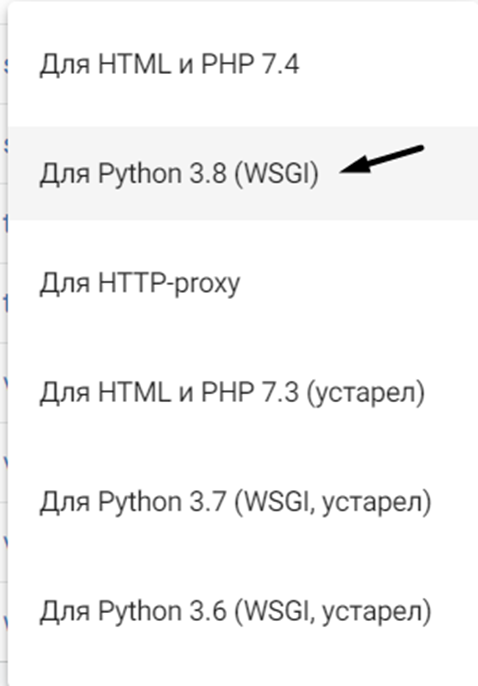 Для HTML и PHP 7.4
Для Python 3.8 (WSGI)
Для HTTP-proxy
Для HTML и PHP 7.3 (устарел)
Для Python 3.7 (WSGI, устарел)
Для Python 3.6 (WSGI, устарел)